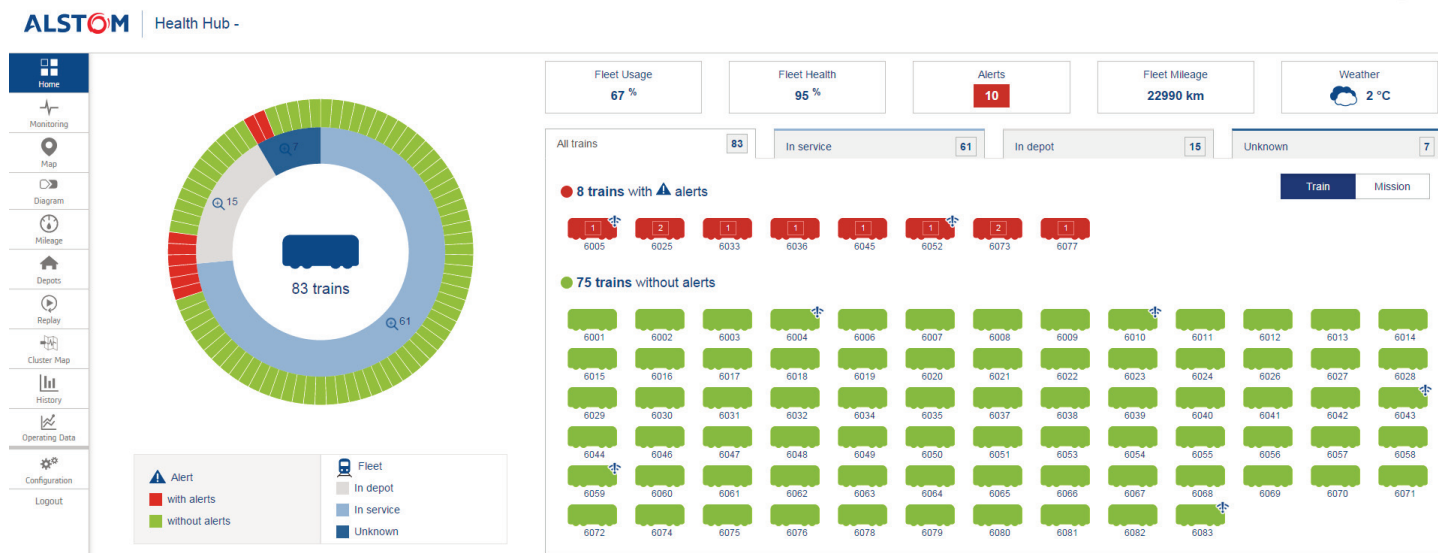 ALSTOM Health Hub -
Home
Monitoring
Map
Diagram
Mileage
Depots
Replay
Cluster Map
History
Operating Data
Configuration
Logout
7
15
83 trains
61
Alert
with alerts
without alerts
Fleet
In depot
In service
Unknown
Fleet Usage
67 %
Fleet Health
95 %
Alerts
10
Fleet Mileage
22990 km
Weather
2 °C
All trains 83
In service 61
In depot 15
Unknown 7
8 trains with alerts
Train Mission
1 2 1 1 1 1 2 1
6005 6025 6033 6036 6045 6052 6073 6077
75 trains without alerts
6001 6002 6003 6004 6006 6007 6008 6009 6010 6011 6012 6013 6014
6015 6016 6017 6018 6019 6020 6021 6022 6023 6024 6026 6027 6028
6029 6030 6031 6032 6034 6035 6037 6038 6039 6040 6041 6042 6043
6044 6046 6047 6048 6049 6050 6051 6053 6054 6055 6056 6057 6058
6059 6060 6061 6062 6063 6064 6065 6066 6067 6068 6069 6070 6071
6072 6074 6075 6076 6078 6079 6080 6081 6082 6083